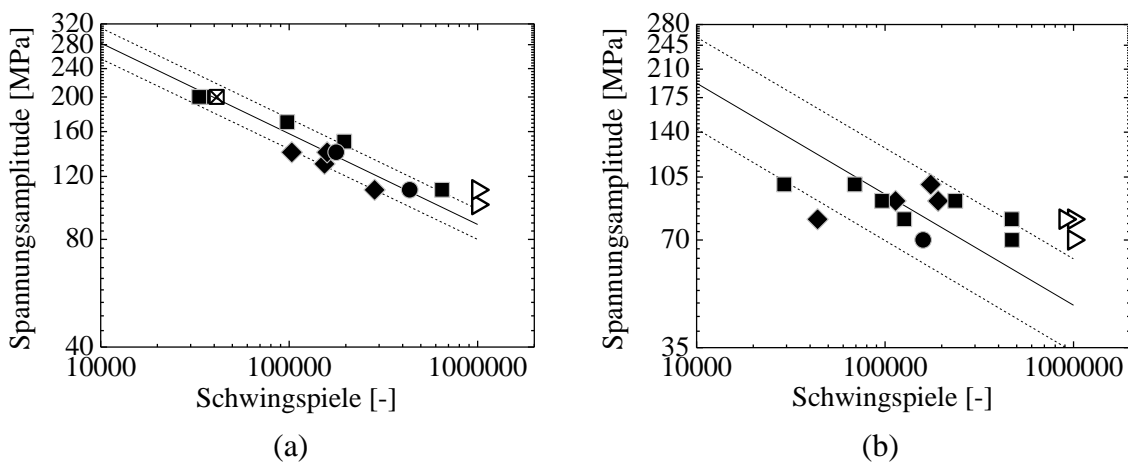 Spannungsamplitude [MPa]
320
280
240
200
160
120
80
40
10000 100000 1000000
Schwingspiele [-]
(a)
Spannungsamplitude [MPa]
280
245
210
175
140
105
70
35
10000 100000 1000000
Schwingspiele [-]
(b)